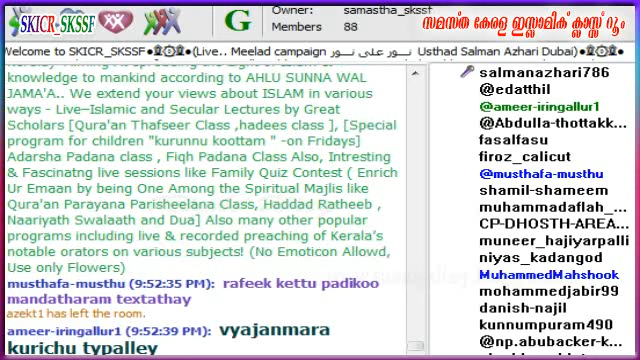 SKICR_SKSSF
Owner samastha_skssf
Members 88
സമസ്ത കേരള ഇസ്ലാമിക് ക്ലാസ്സ് റൂം
Welcome to SKICR_SKSSF●۩۞۩●(Live.. Meelad campaign نور على نور Usthad Salman Azhari Dubai)●۩۞۩●
knowledge to mankind according to AHLU SUNNA WAL
JAMA'A.. We extend your views about ISLAM in various
ways - Live–Islamic and Secular Lectures by Great
Scholars [Qura'an Thafseer Class ,hadees class ], [Special
program for children "kurunnu koottam " -on Fridays]
Adarsha Padana class , Fiqh Padana Class Also, Intresting
& Fascinatng live sessions like Family Quiz Contest ( Enrich
Ur Emaan by being One Among the Spiritual Majlis like
Qura'an Parayana Parisheelana Class, Haddad Ratheeb ,
Naariyath Swalaath and Dua] Also many other popular
programs including live & recorded preaching of Kerala's
notable orators on various subjects! (No Emoticon Allowd,
Use only Flowers)
musthafa-musthu (9:52:35 PM): rafeek kettu padikoo
mandatharam textathay
azekt1 has left the room.
ameer-iringallur1 (9:52:39 PM): vyajanmara
kurichu typalley
salmanazhari786
@edatthil
@ameer-iringallur1
@Abdulla-thottakk...
fasalfasu
firoz_calicut
@musthafa-musthu
shamil-shameem
muhammadaflah_...
CP-DHOSTH-AREA...
muneer_hajiyarpalli
niyas_kadangod
MuhammedMahshook
mohammedjabir99
danish-najil
kunnumpuram490
@np.abubacker-k...